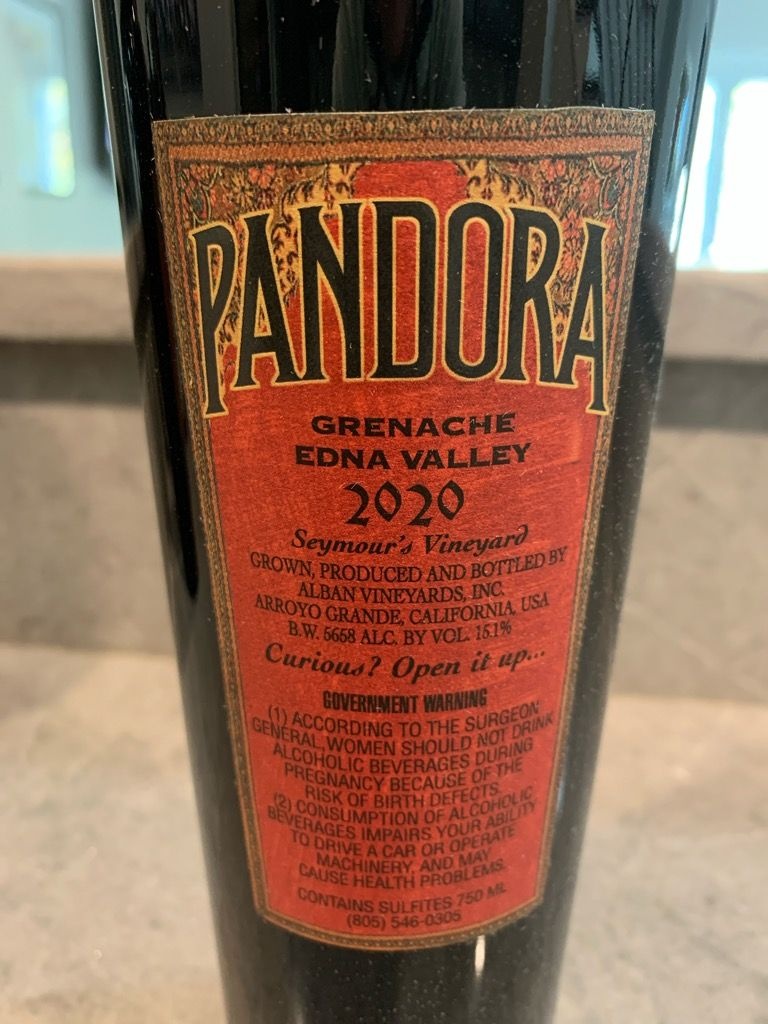 PANDORA
GRENACHE
EDNA VALLEY
2020
Seymour's Vineyard
GROWN, PRODUCED AND BOTTLED BY
ALBAN VINEYARDS, INC.
ARROYO GRANDE, CALIFORNIA, USA
B.W. 5658 ALC. BY VOL. 15.1%
Curious? Open it up...
GOVERNMENT WARNING
(1) ACCORDING TO THE SURGEON
GENERAL, WOMEN SHOULD NOT DRINK
ALCOHOLIC BEVERAGES DURING
PREGNANCY BECAUSE OF THE
RISK OF BIRTH DEFECTS.
(2) CONSUMPTION OF ALCOHOLIC
BEVERAGES IMPAIRS YOUR ABILITY
TO DRIVE A CAR OR OPERATE
MACHINERY, AND MAY
CAUSE HEALTH PROBLEMS.
CONTAINS SULFITES 750 ML
(805) 546-0305